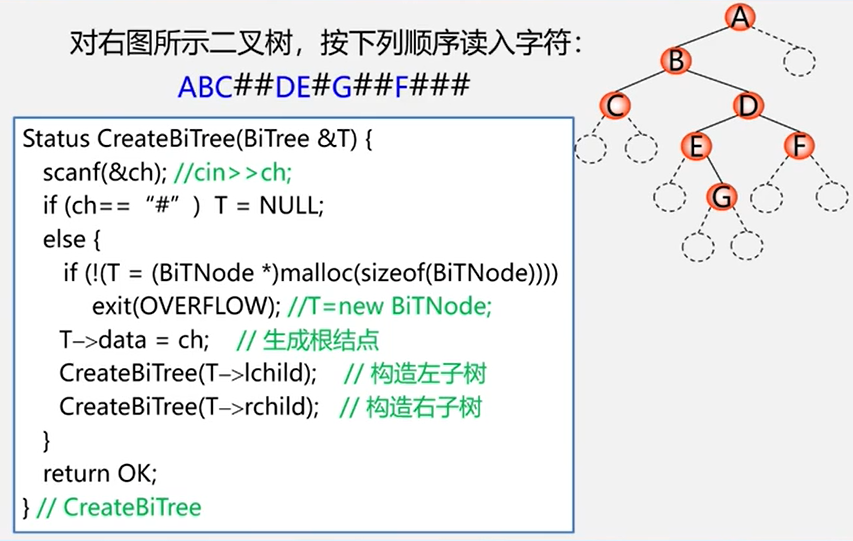 对右图所示二叉树，按下列顺序读入字符：
ABC##DE#G##F###
Status CreateBiTree(BiTree &T) {
scanf(&ch); //cin>>ch;
if (ch==“#”) T = NULL;
else {
if (!(T = (BiTNode *)malloc(sizeof(BiTNode))))
exit(OVERFLOW); //T=new BiTNode;
T–>data = ch; // 生成根结点
CreateBiTree(T–>lchild); // 构造左子树
CreateBiTree(T–>rchild); // 构造右子树
}
return OK;
} // CreateBiTree
A
B
C
D
E
F
G